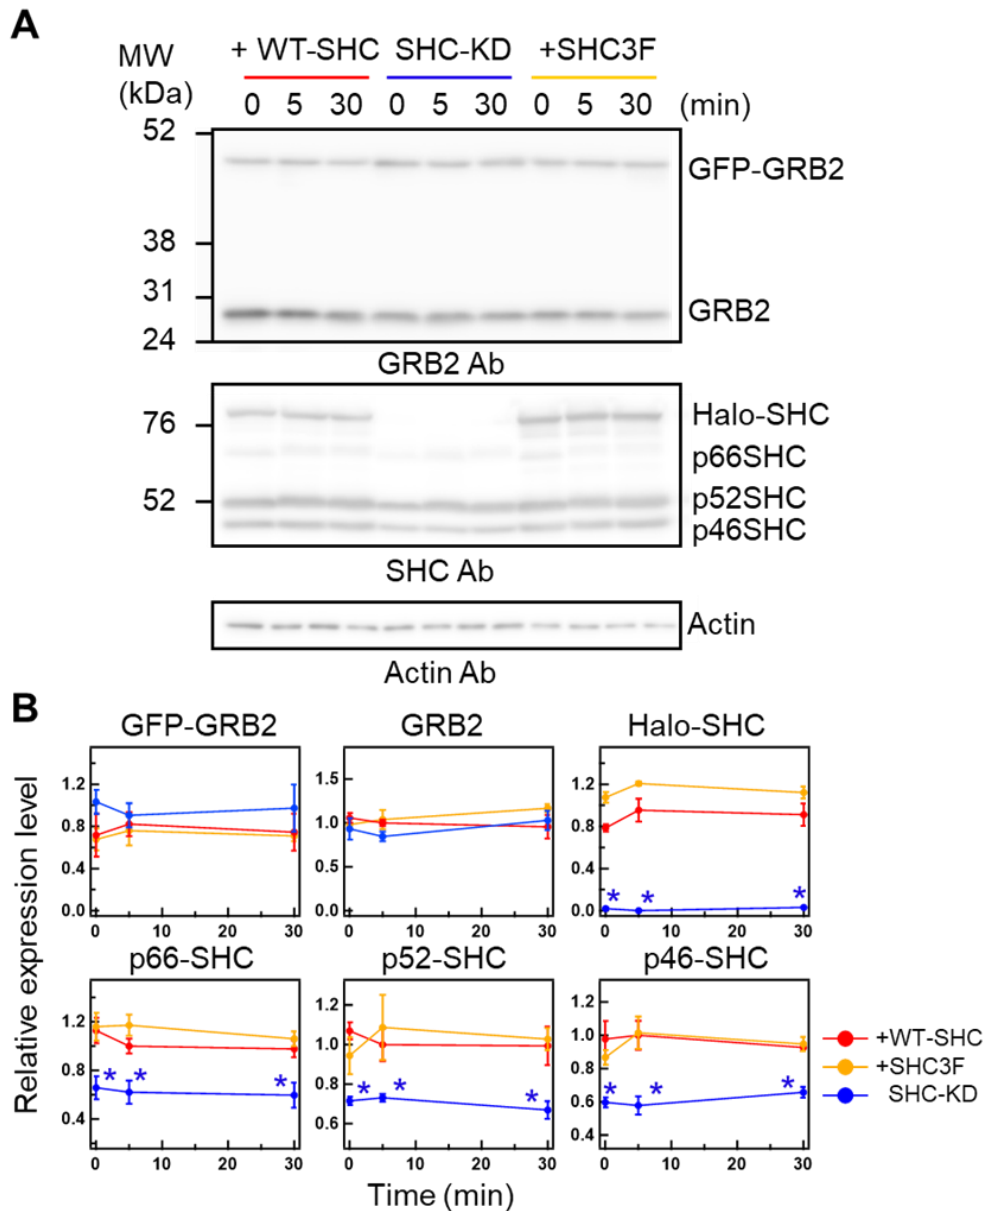 A
MW
(kDa)
+ WT-SHC SHC-KD +SHC3F
0 5 30 0 5 30 0 5 30 (min)
52
38
31
24
GFP-GRB2
GRB2
GRB2 Ab
76
52
Halo-SHC
p66SHC
p52SHC
p46SHC
SHC Ab
Actin
Actin Ab
B
GFP-GRB2 GRB2 Halo-SHC
1.2
0.8
0.4
0.0
0 10 20 30
1.5
1.0
0.5
0.0
0 10 20 30
1.2
0.8
0.4
0.0
* * *
0 10 20 30
p66-SHC p52-SHC p46-SHC
1.2
0.8
0.4
* * *
0 10 20 30
1.2
1.0
0.8
0.6
* * *
0 10 20 30
1.2
1.0
0.8
0.6
0.4
* * *
0 10 20 30
Relative expression level
Time (min)
+WT-SHC
+SHC3F
SHC-KD